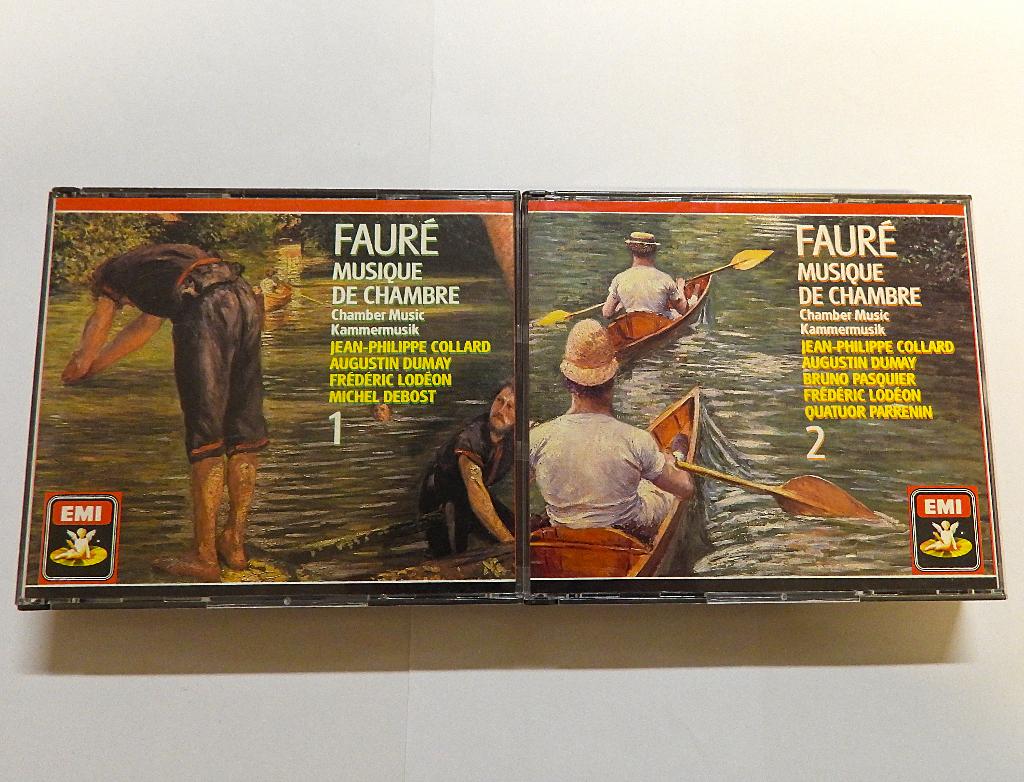 FAURÉ
MUSIQUE
DE CHAMBRE
Chamber Music
Kammermusik
JEAN-PHILIPPE COLLARD
AUGUSTIN DUMAY
FRÉDÉRIC LODÉON
MICHEL DEBOST
1
EMI
FAURÉ
MUSIQUE
DE CHAMBRE
Chamber Music
Kammermusik
JEAN-PHILIPPE COLLARD
AUGUSTIN DUMAY
BRUNO PASQUIER
FRÉDÉRIC LODÉON
QUATUOR PARRENIN
2
EMI